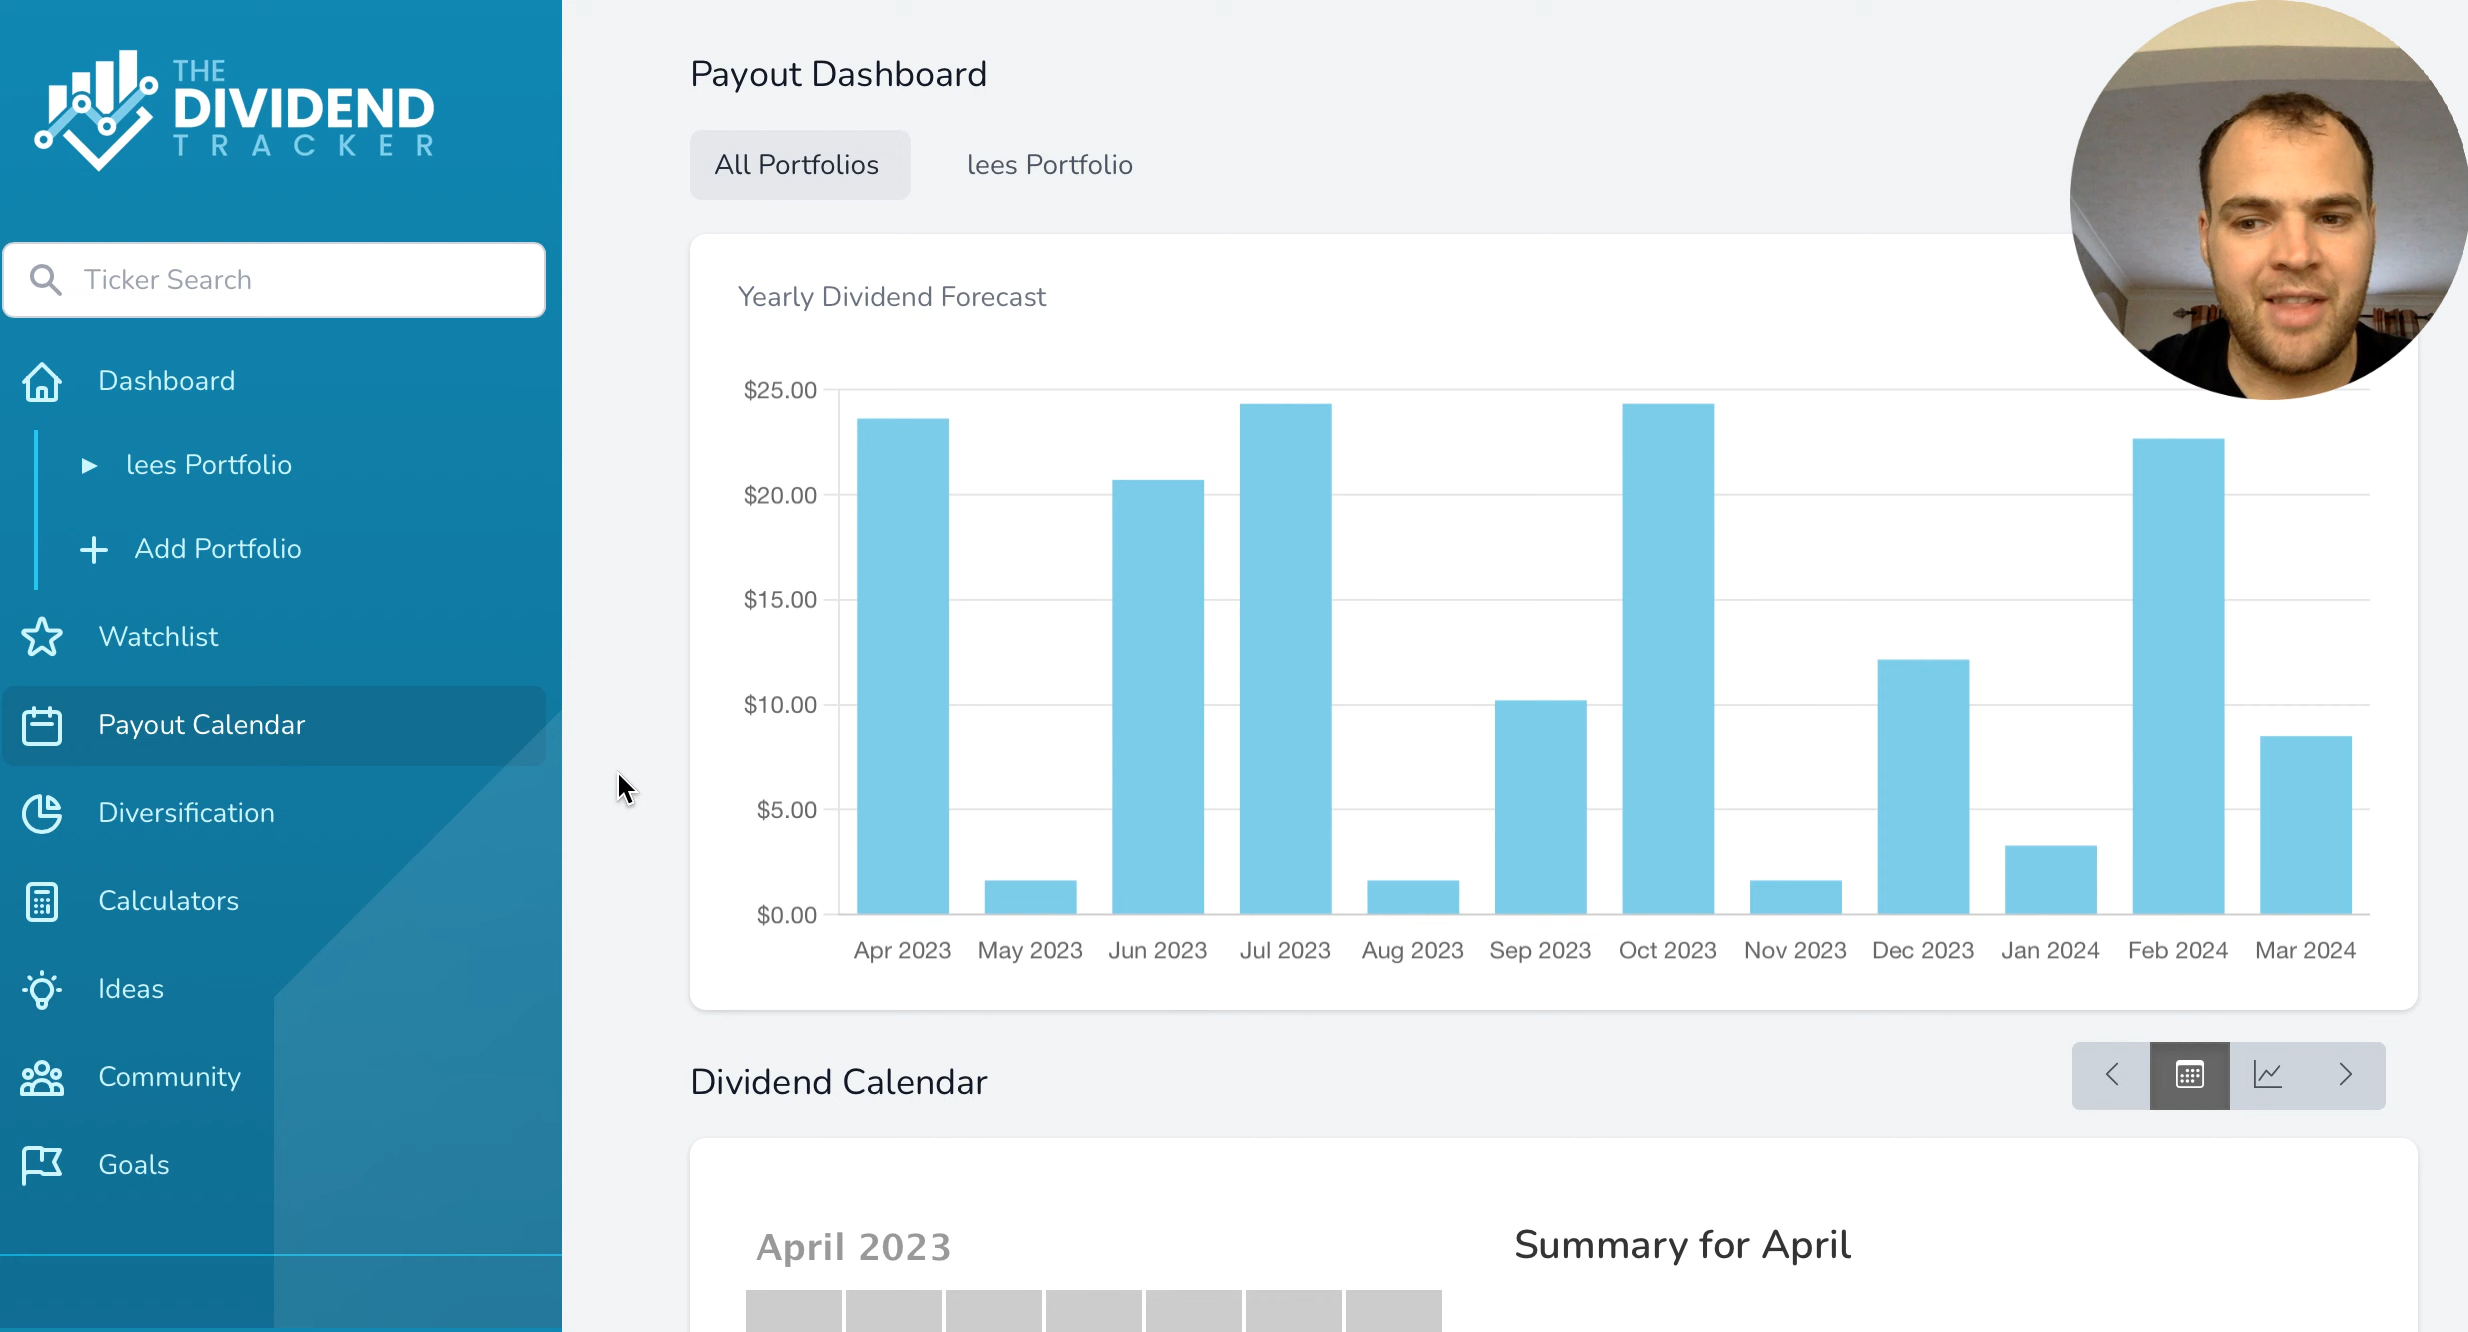 THE
DIVIDEND
TRACKER
Ticker Search
Dashboard
lees Portfolio
Add Portfolio
Watchlist
Payout Calendar
Diversification
Calculators
Ideas
Community
Goals
Payout Dashboard
All Portfolios lees Portfolio
Yearly Dividend Forecast
$25.00
$20.00
$15.00
$10.00
$5.00
$0.00
Apr 2023 May 2023 Jun 2023 Jul 2023 Aug 2023 Sep 2023 Oct 2023 Nov 2023 Dec 2023 Jan 2024 Feb 2024 Mar 2024
Dividend Calendar
April 2023
Summary for April